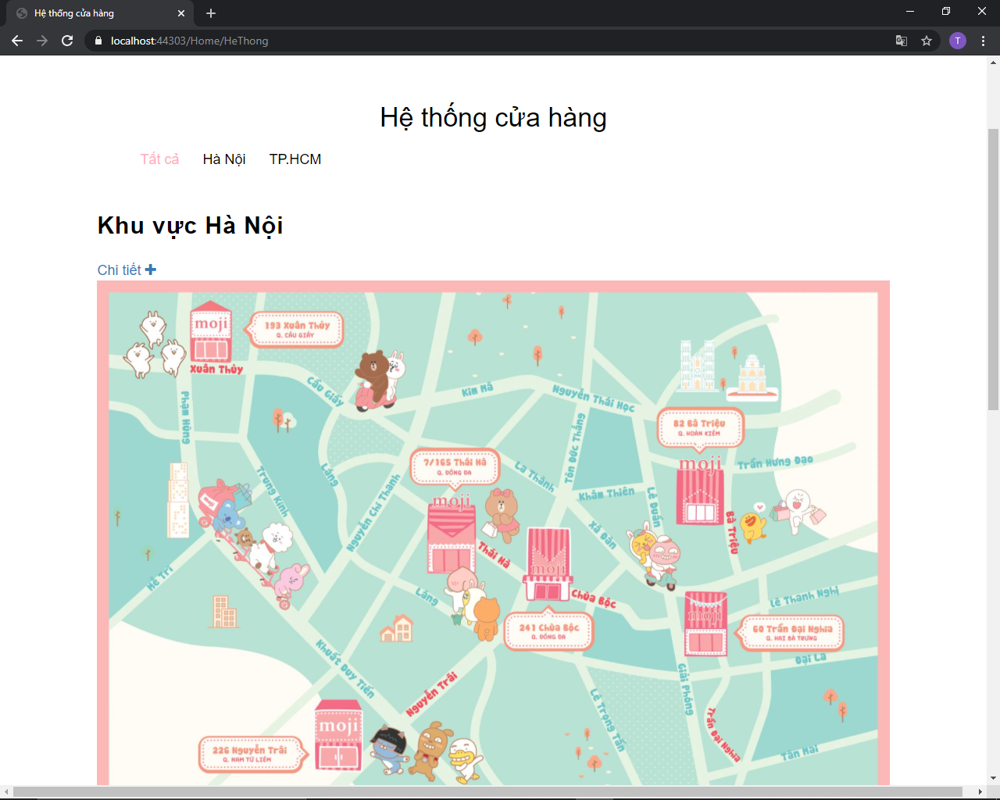 Hệ thống cửa hàng
localhost:44303/Home/HeThong
T
Hệ thống cửa hàng
Tất cả Hà Nội TP.HCM
Khu vực Hà Nội
Chi tiết
moji
193 Xuân Thủy
Q. CẦU GIẤY
Xuân Thủy
Cầu Giấy
Kim Mã
Nguyễn Thái Học
Phạm Hùng
82 Bà Triệu
Q. HOÀN KIẾM
Tôn Đức Thắng
7/165 Thái Hà
Q. ĐỐNG ĐA
moji
Trần Hưng Đạo
La Thành
Láng
Trung Kính
Nguyễn Chí Thanh
Khâm Thiên
Lê Duẩn
moji
moji
Xã Đàn
Bà Triệu
Thái Hà
moji
Mễ Trì
Láng
Chùa Bộc
Lê Thanh Nghị
moji
241 Chùa Bộc
Q. ĐỐNG ĐA
60 Trần Đại Nghĩa
Q. HAI BÀ TRƯNG
Khuất Duy Tiến
Đại La
Nguyễn Trãi
Giải Phóng
Lê Trọng Tấn
moji
Trần Đại Nghĩa
226 Nguyễn Trãi
Q. NAM TỪ LIÊM
Tân Mai